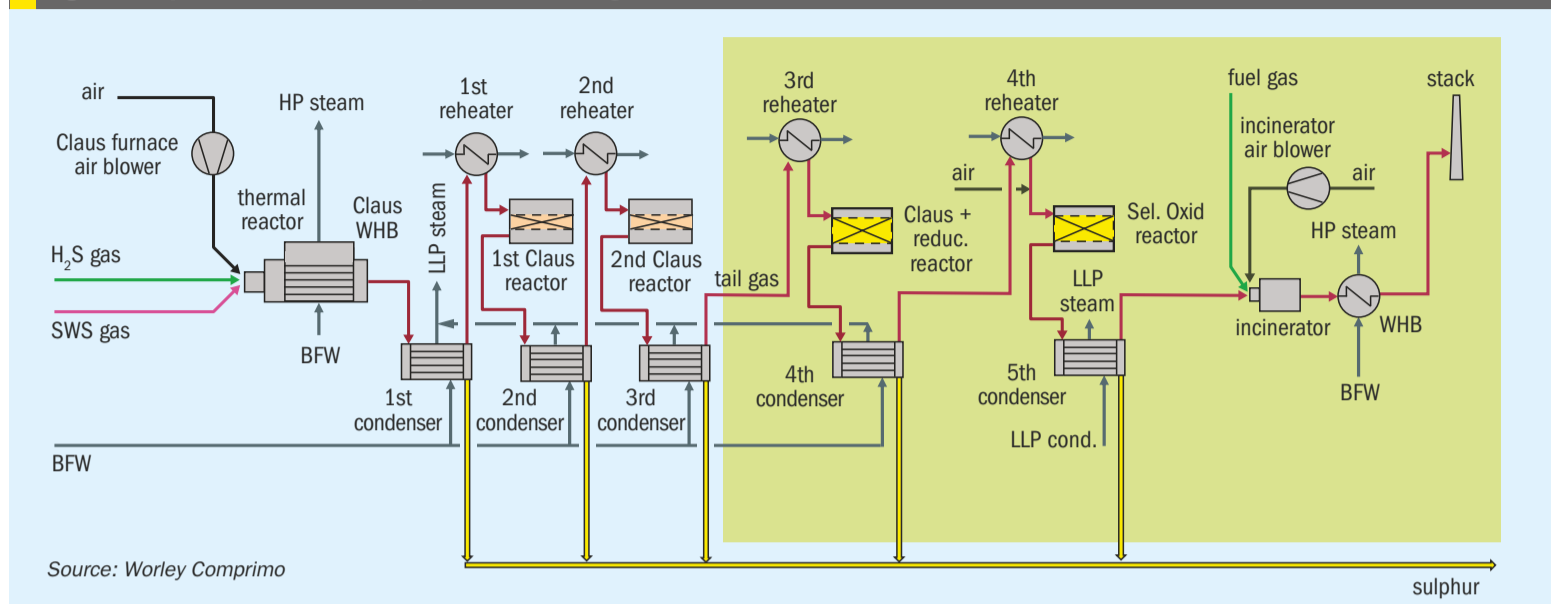 air
Claus furnace
air blower
HP steam
thermal
reactor
Claus
WHB
H₂S gas
SWS gas
BFW
LLP steam
1st
reheater
2nd
reheater
1st Claus
reactor
2nd Claus
reactor
1st
condenser
2nd
condenser
3rd
condenser
BFW
tail gas
3rd
reheater
Claus +
reduc.
reactor
4th
condenser
4th
reheater
air
Sel. Oxid
reactor
LLP
steam
5th
condenser
LLP cond.
fuel gas
incinerator
air blower
air
stack
HP steam
incinerator
WHB
BFW
Source: Worley Comprimo
sulphur